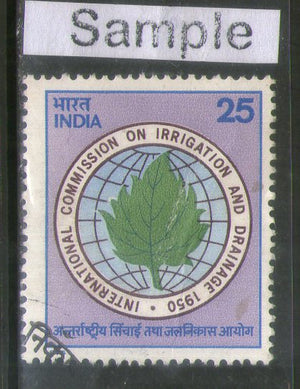 Sample
भारत 25
INDIA
INTERNATIONAL COMMISSION ON IRRIGATION AND DRAINAGE 1950
अन्तर्राष्ट्रीय सिंचाई तथा जलनिकास आयोग